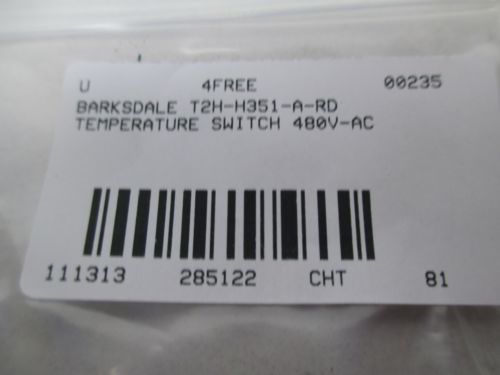 U 4FREE 00235
BARKSDALE T2H-H351-A-RD
TEMPERATURE SWITCH 480V-AC
111313 285122 CHT 81